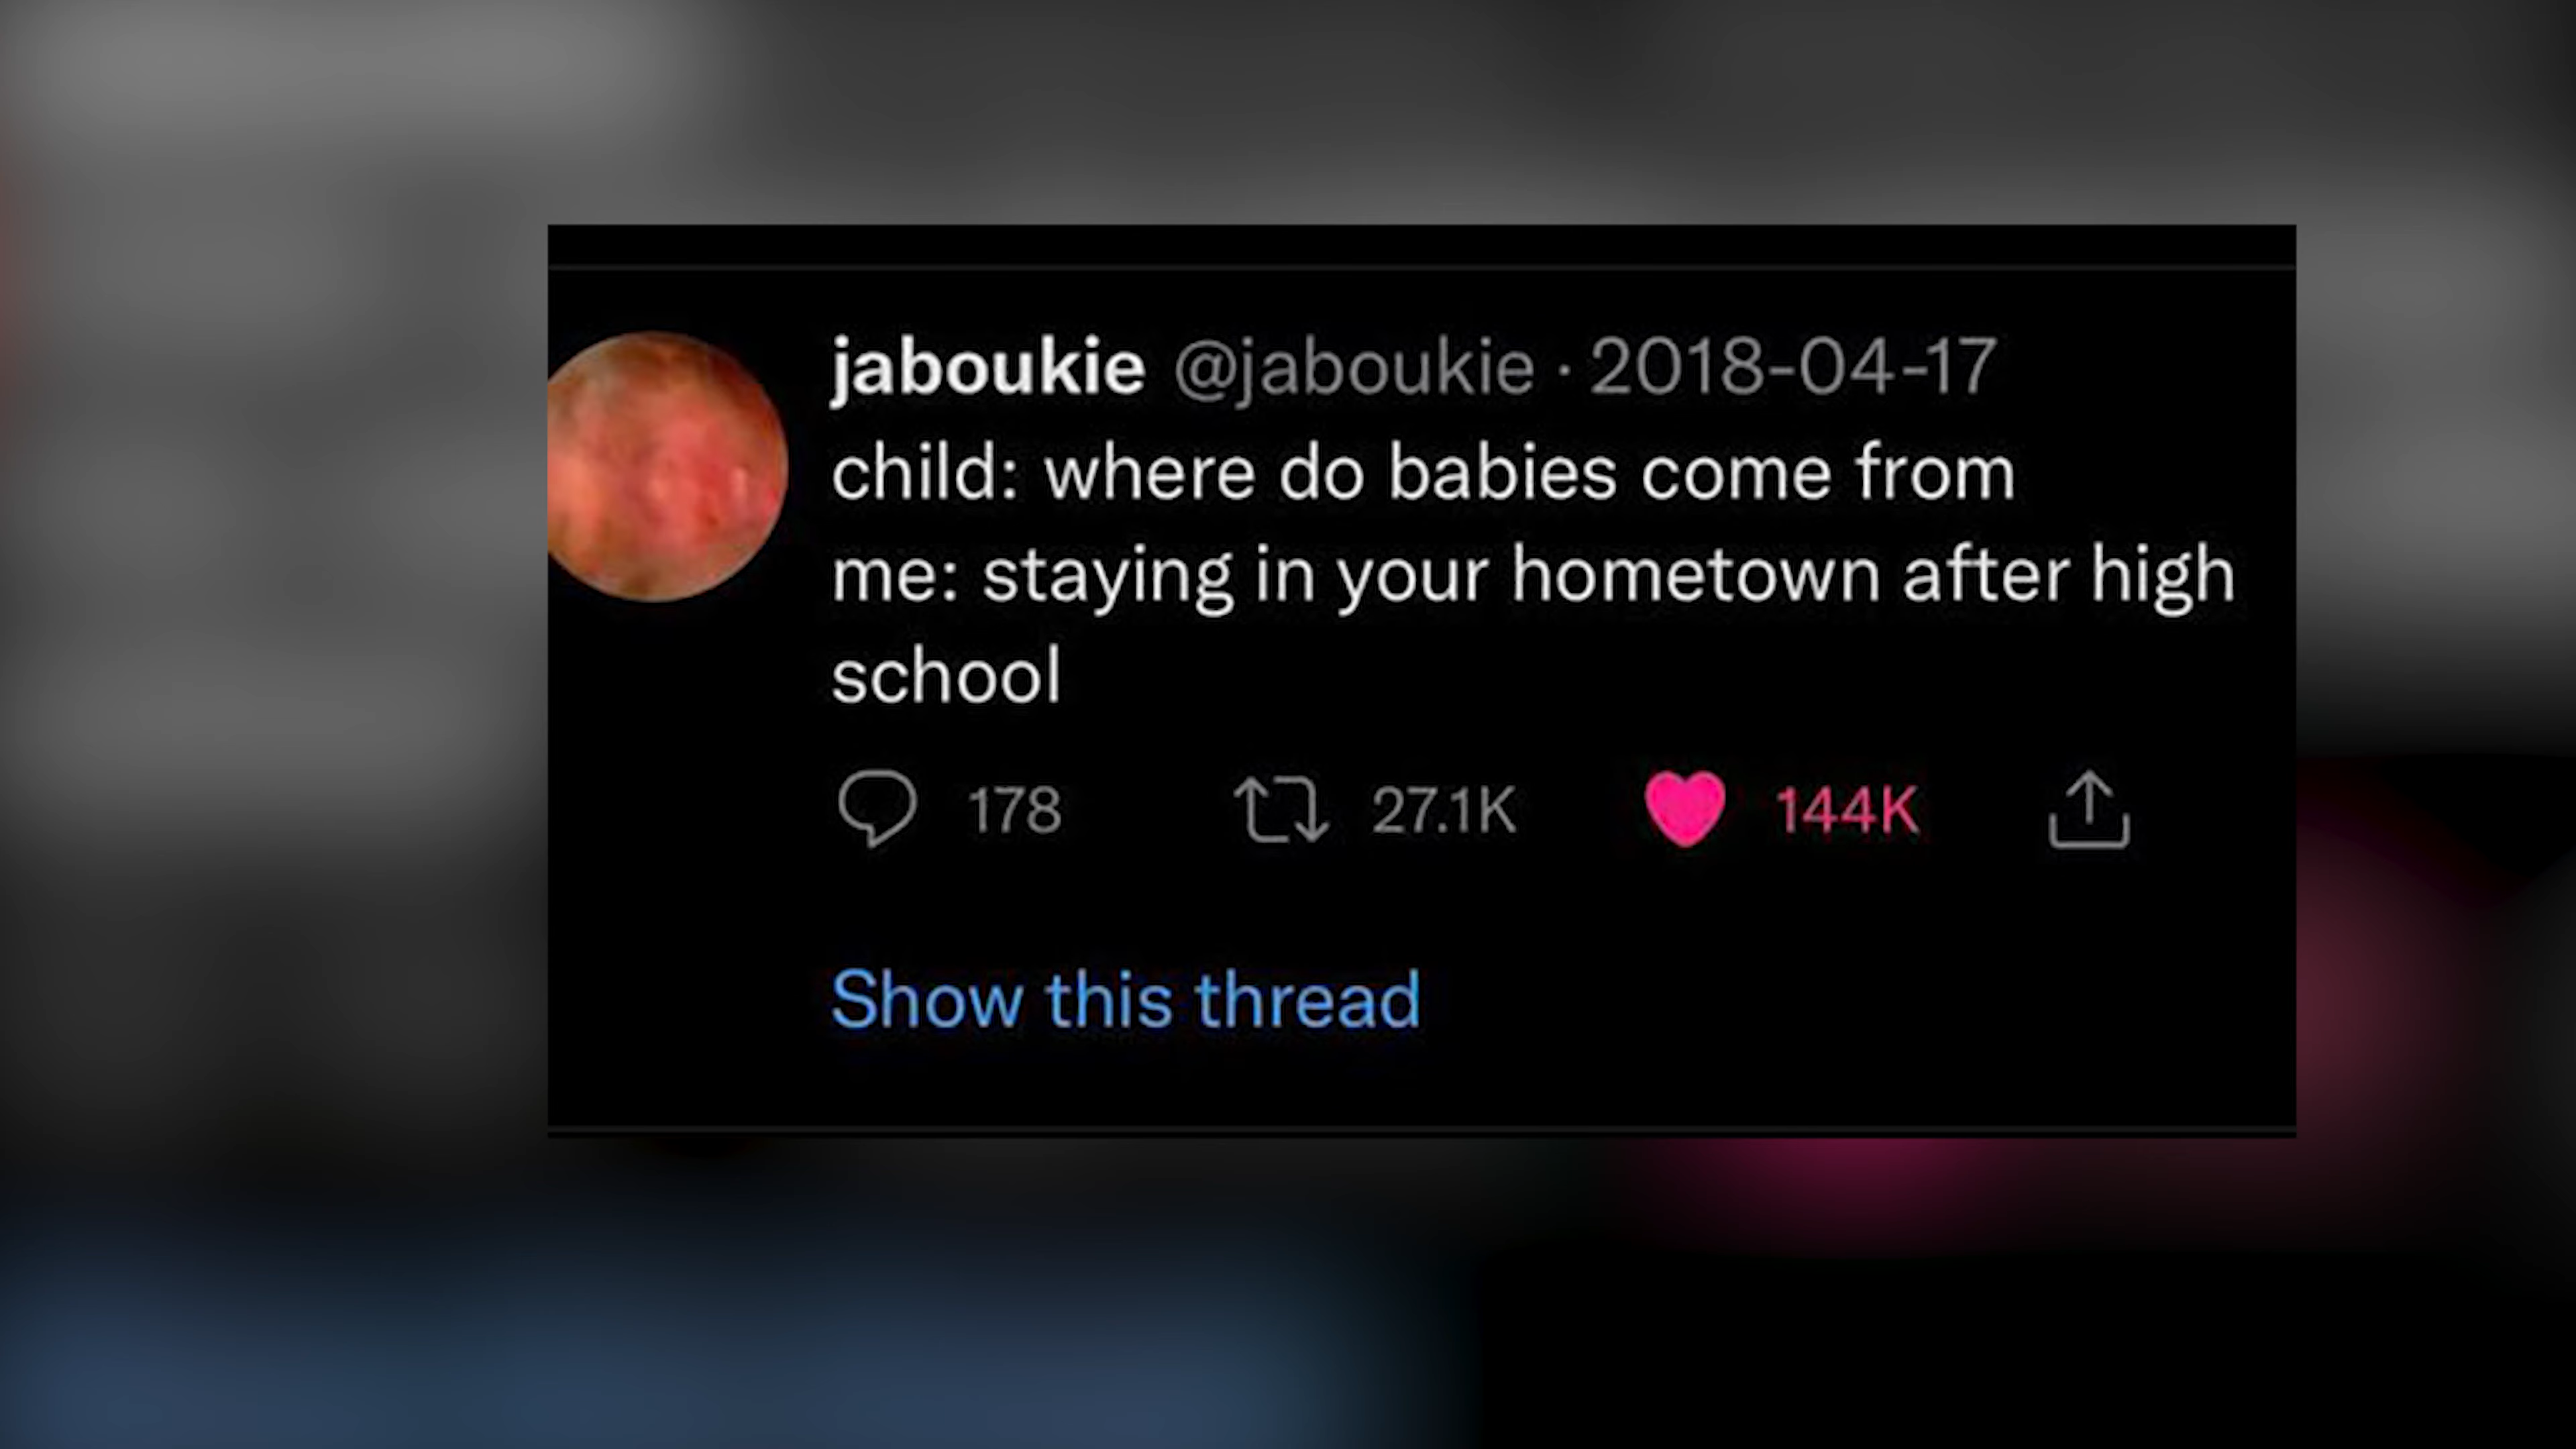 jaboukie @jaboukie · 2018-04-17
child: where do babies come from
me: staying in your hometown after high
school
178 27.1K 144K
Show this thread